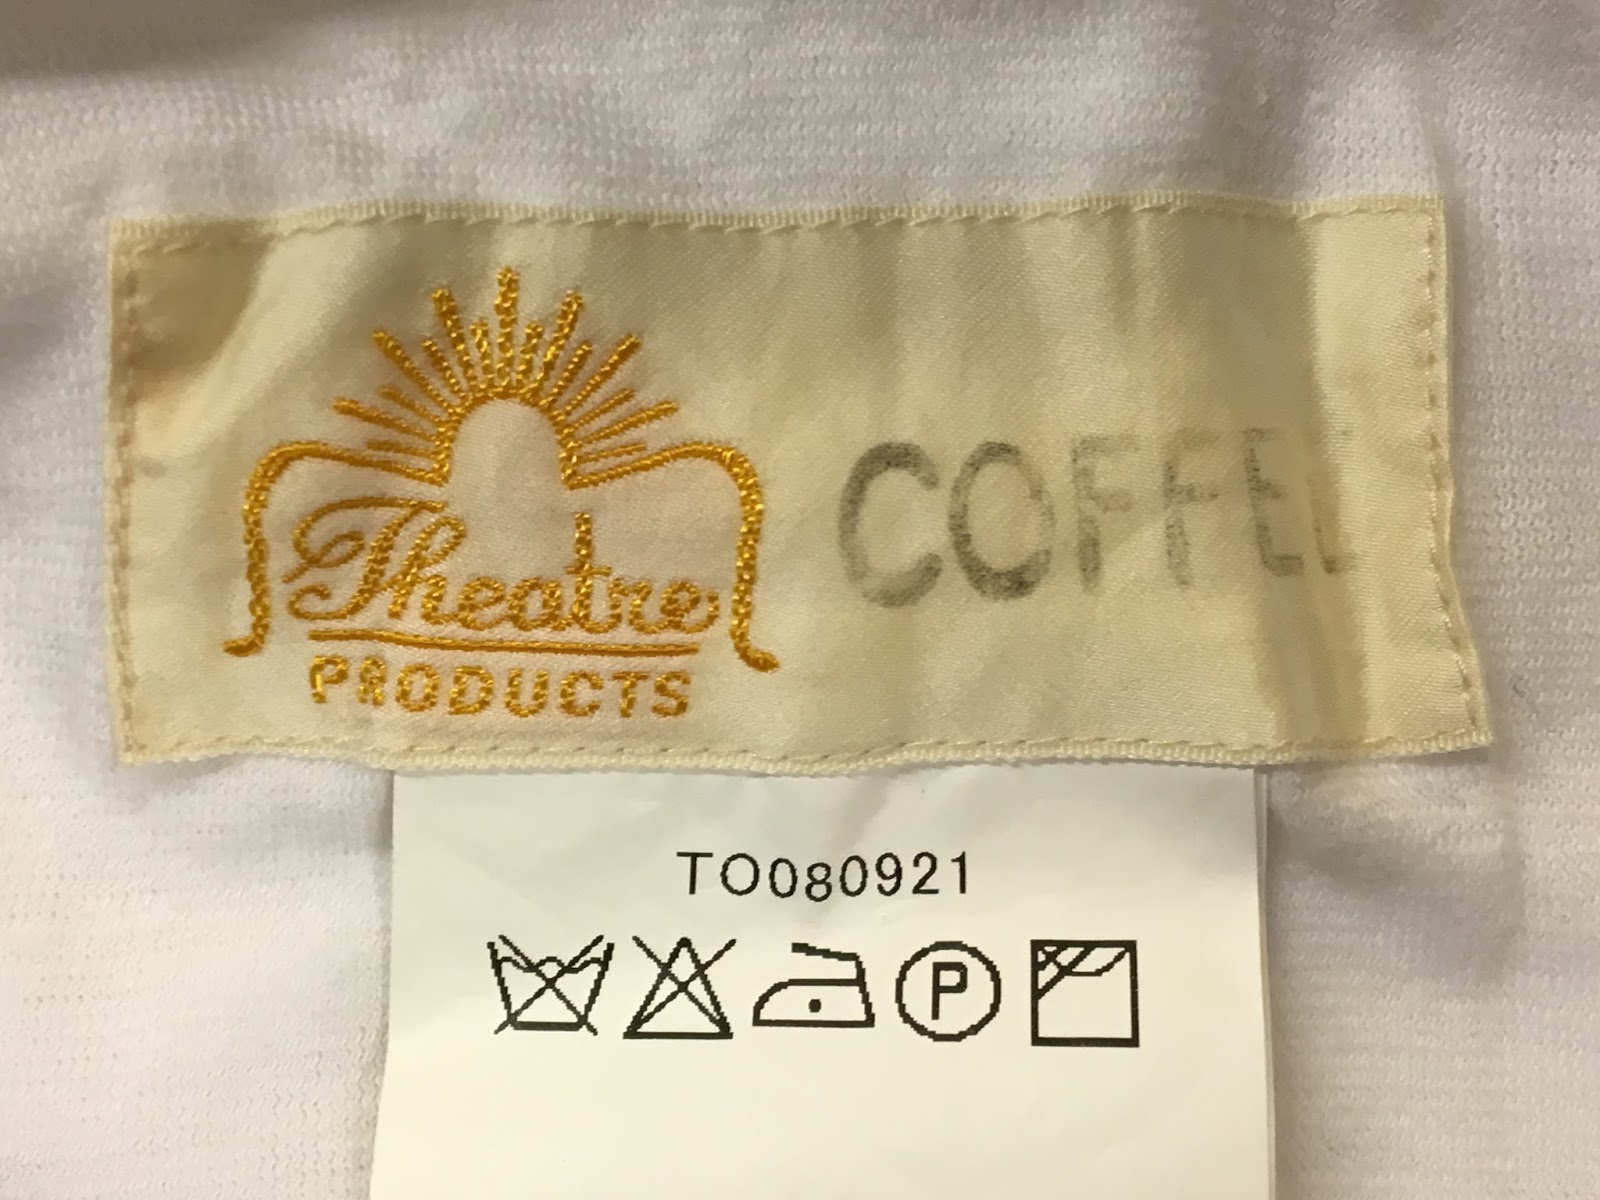 Theatre
PRODUCTS
COFFEE
TO080921
P